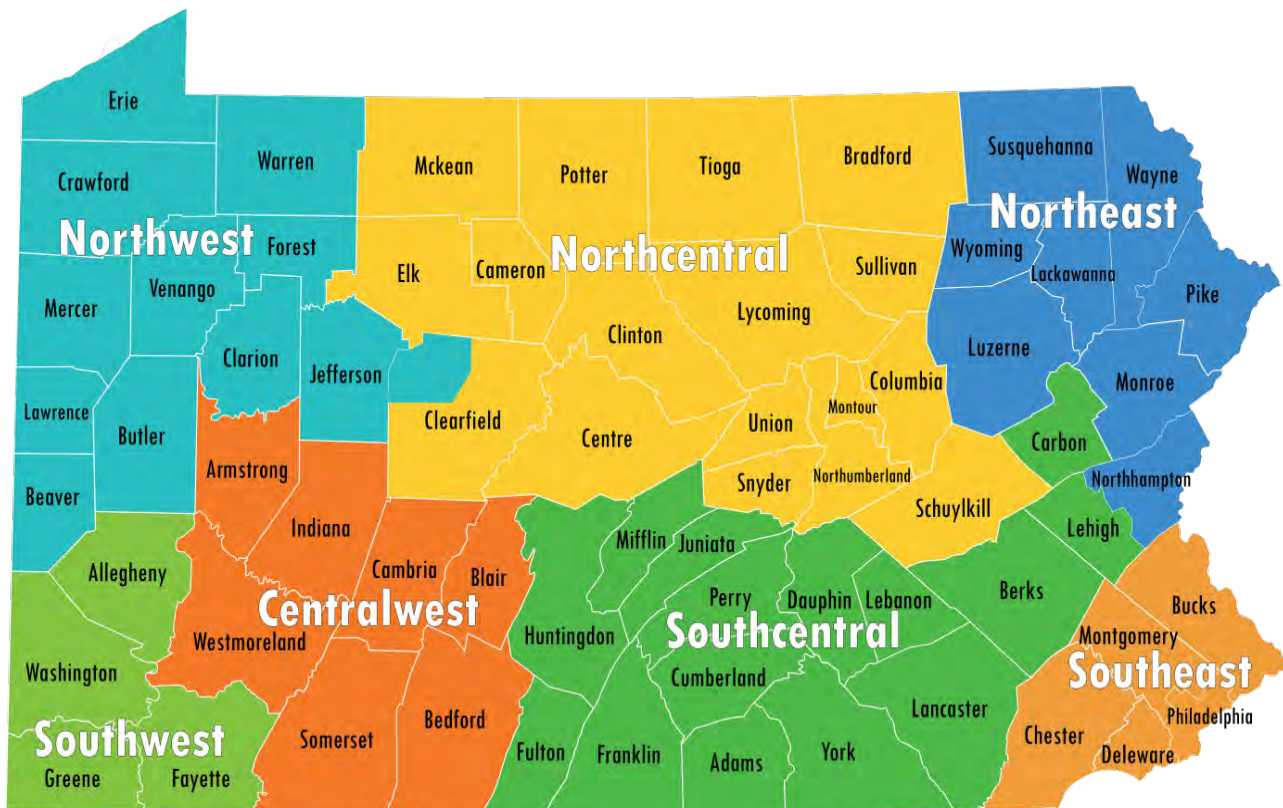 Erie
Warren
Mckean
Potter
Tioga
Bradford
Susquehanna
Wayne
Crawford
Northwest
Forest
Northcentral
Northeast
Wyoming
Lackawanna
Elk
Cameron
Sullivan
Venango
Mercer
Pike
Lycoming
Clinton
Luzerne
Clarion
Jefferson
Columbia
Monroe
Lawrence
Montour
Clearfield
Union
Butler
Centre
Carbon
Armstrong
Beaver
Snyder
Northumberland
Northhampton
Schuylkill
Indiana
Lehigh
Mifflin
Juniata
Allegheny
Cambria
Blair
Berks
Perry
Dauphin
Lebanon
Bucks
Centralwest
Southcentral
Huntingdon
Montgomery
Westmoreland
Washington
Cumberland
Southeast
Lancaster
Philadelphia
Bedford
Somerset
Southwest
Chester
Fulton
Franklin
Adams
York
Deleware
Greene
Fayette